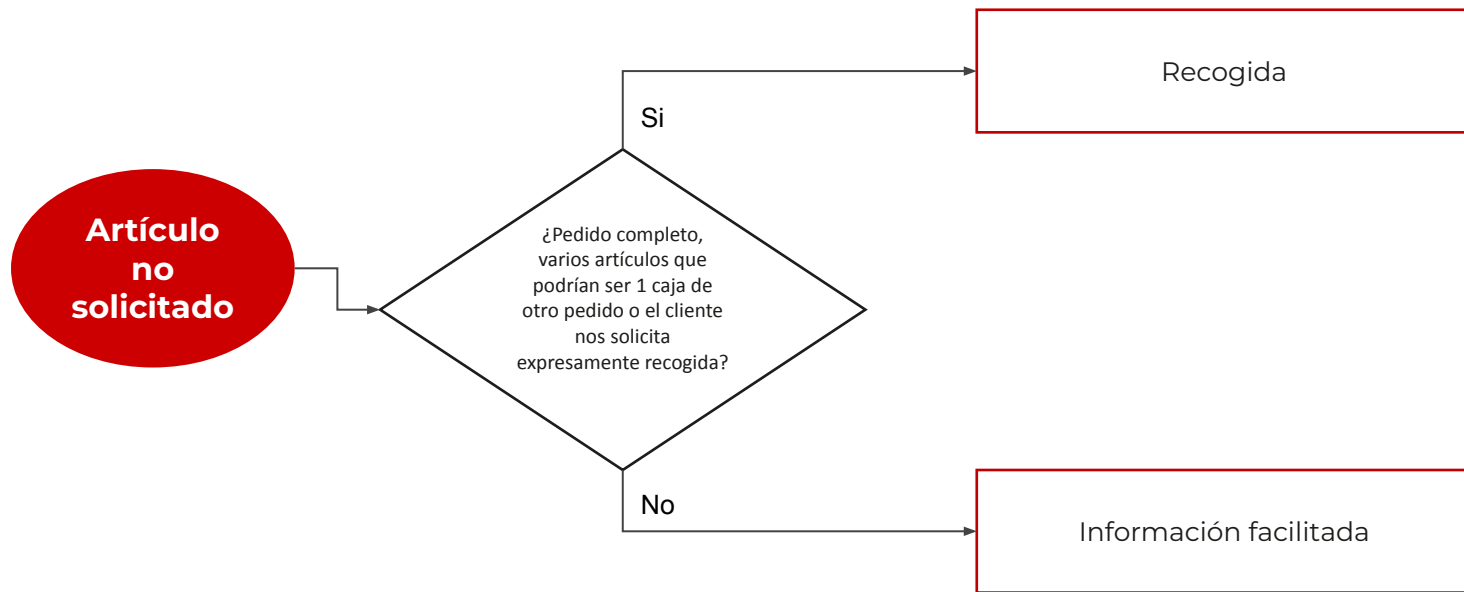 Artículo
no
solicitado
¿Pedido completo,
varios artículos que
podrían ser 1 caja de
otro pedido o el cliente
nos solicita
expresamente recogida?
Si
Recogida
No
Información facilitada